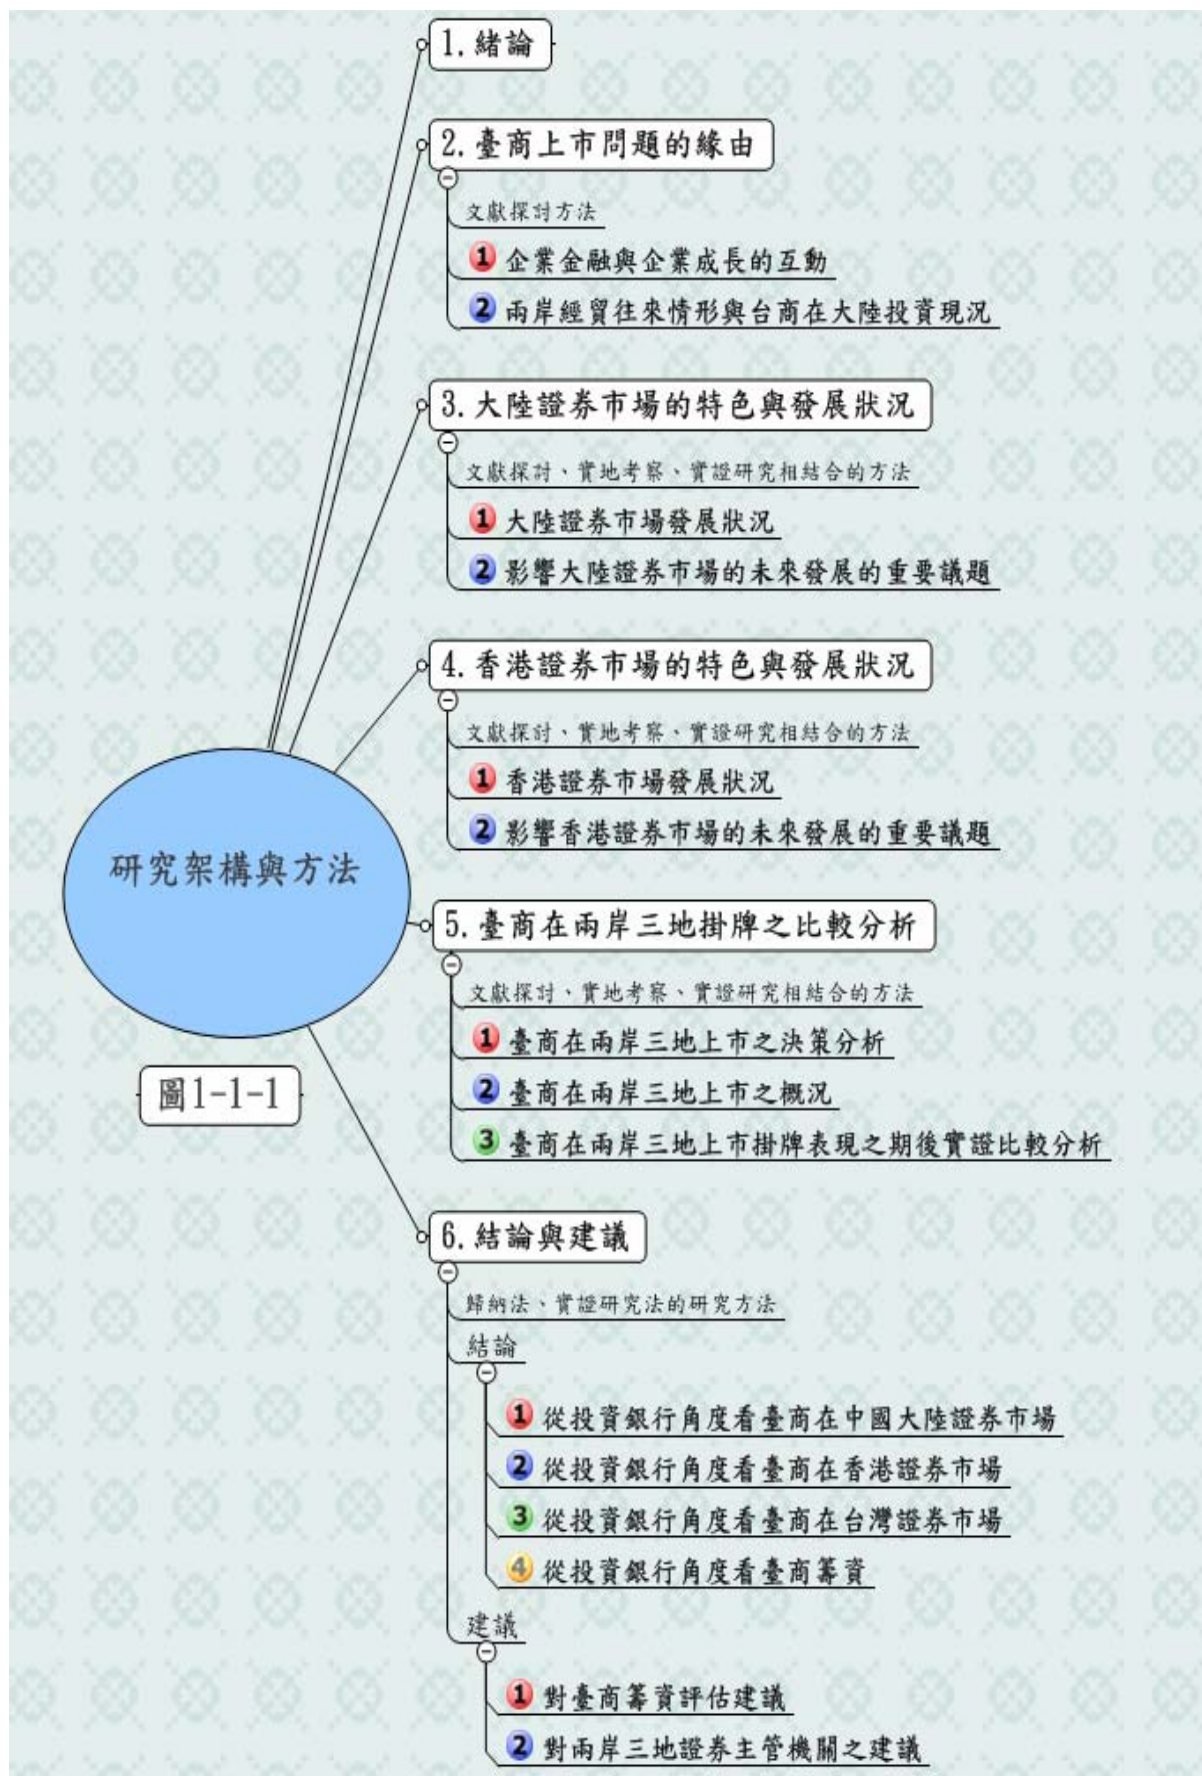 1.緒論
2.臺商上市問題的緣由
文獻探討方法
1 企業金融與企業成長的互動
2 兩岸經貿往來情形與台商在大陸投資現況
3.大陸證券市場的特色與發展狀況
文獻探討、實地考察、實證研究相結合的方法
1 大陸證券市場發展狀況
2 影響大陸證券市場的未來發展的重要議題
4.香港證券市場的特色與發展狀況
文獻探討、實地考察、實證研究相結合的方法
1 香港證券市場發展狀況
2 影響香港證券市場的未來發展的重要議題
研究架構與方法
5.臺商在兩岸三地掛牌之比較分析
文獻探討、實地考察、實證研究相結合的方法
1 臺商在兩岸三地上市之決策分析
2 臺商在兩岸三地上市之概況
3 臺商在兩岸三地上市掛牌表現之期後實證比較分析
圖1-1-1
6.結論與建議
歸納法、實證研究法的研究方法
結論
1 從投資銀行角度看臺商在中國大陸證券市場
2 從投資銀行角度看臺商在香港證券市場
3 從投資銀行角度看臺商在台灣證券市場
4 從投資銀行角度看臺商籌資
建議
1 對臺商籌資評估建議
2 對兩岸三地證券主管機關之建議